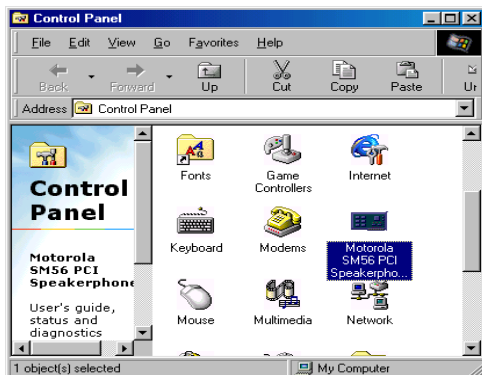 Control Panel
File Edit View Go Favorites Help
Back Forward Up Cut Copy Paste
Address Control Panel
Control
Panel
Motorola
SM56 PCI
Speakerphone
User's guide,
status and
diagnostics
Fonts
Game
Controllers
Internet
Keyboard
Modems
Motorola
SM56 PCI
Speakerpho...
Mouse
Multimedia
Network
1 object(s) selected
My Computer